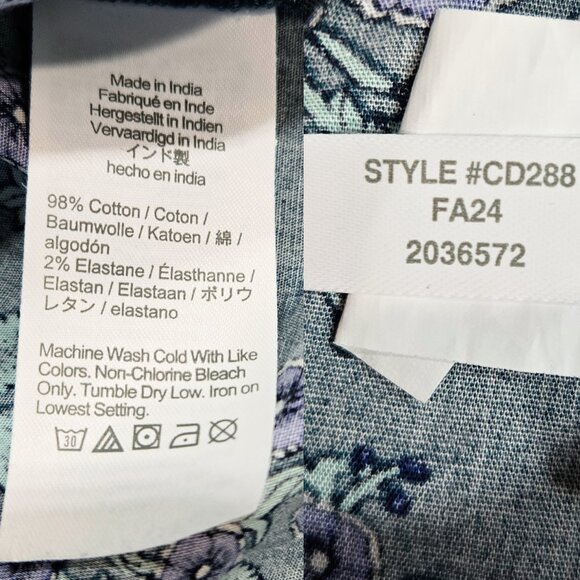 Made in India
Fabriqué en Inde
Hergestellt in Indien
Vervaardigd in India
インド製
hecho en india
98% Cotton / Coton /
Baumwolle / Katoen / 綿 /
algodón
2% Elastane / Élasthanne /
Elastan / Elastaan / ポリウ
レタン / elastano
Machine Wash Cold With Like
Colors. Non-Chlorine Bleach
Only. Tumble Dry Low. Iron on
Lowest Setting.
30
STYLE #CD288
FA24
2036572